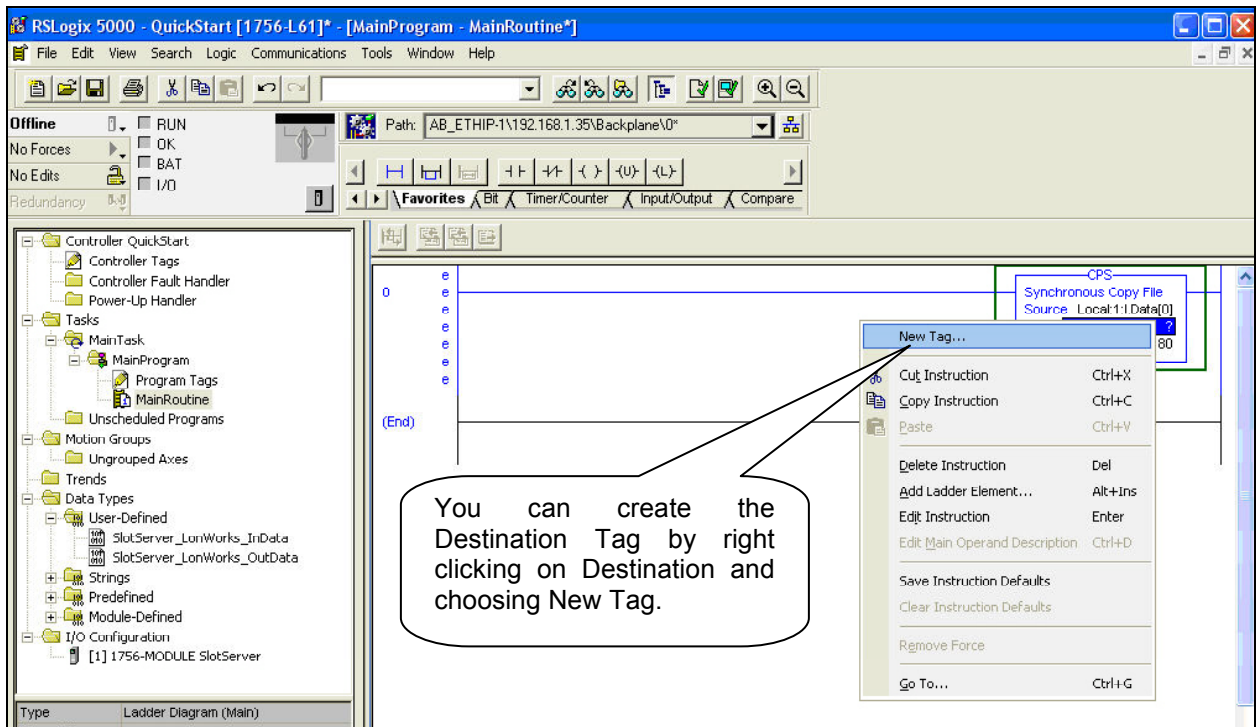 RSLogix 5000 - QuickStart [1756-L61]* - [MainProgram - MainRoutine*]
File Edit View Search Logic Communications Tools Window Help
Offline
RUN
No Forces
OK
BAT
No Edits
I/O
Redundancy
Path: AB_ETHIP-1\192.168.1.35\Backplane\0*
(U) (L)
Favorites Bit Timer/Counter Input/Output Compare
Controller QuickStart
Controller Tags
Controller Fault Handler
Power-Up Handler
Tasks
MainTask
MainProgram
Program Tags
MainRoutine
Unscheduled Programs
Motion Groups
Ungrouped Axes
Trends
Data Types
User-Defined
SlotServer_LonWorks_InData
SlotServer_LonWorks_OutData
Strings
Predefined
Module-Defined
I/O Configuration
[1] 1756-MODULE SlotServer
Type Ladder Diagram (Main)
e
0 e
e
e
e
e
e
(End)
CPS
Synchronous Copy File
Source Local:1:I.Data[0]
?
80
New Tag...
Cut Instruction Ctrl+X
Copy Instruction Ctrl+C
Paste Ctrl+V
Delete Instruction Del
Add Ladder Element... Alt+Ins
Edit Instruction Enter
Edit Main Operand Description Ctrl+D
Save Instruction Defaults
Clear Instruction Defaults
Remove Force
Go To... Ctrl+G
You can create the
Destination Tag by right
clicking on Destination and
choosing New Tag.